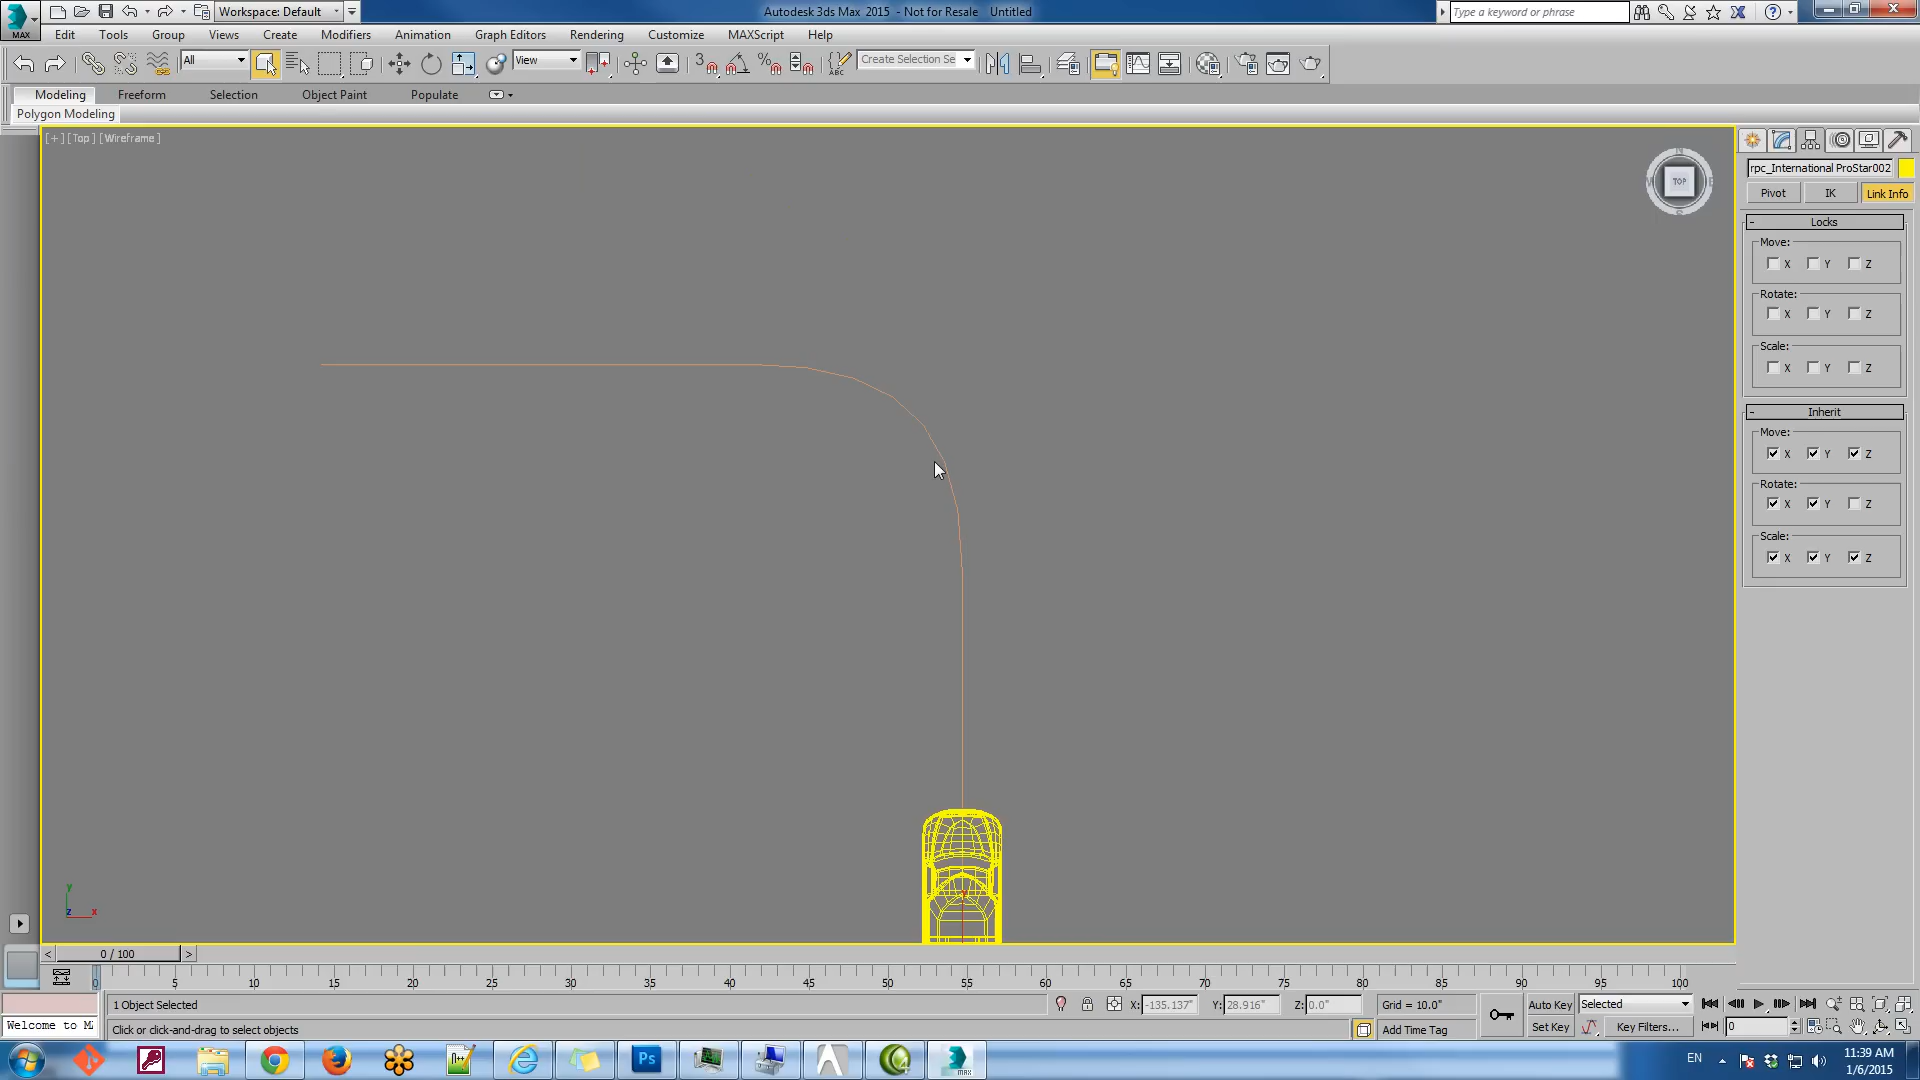 MAX
Workspace: Default
Autodesk 3ds Max 2015 - Not for Resale Untitled
Type a keyword or phrase
Edit Tools Group Views Create Modifiers Animation Graph Editors Rendering Customize MAXScript Help
All
View
3
ABC
Create Selection Se
Modeling Freeform Selection Object Paint Populate
Polygon Modeling
[+][Top][Wireframe]
TOP
rpc_International ProStar002
Pivot IK Link Info
- Locks
Move:
X Y Z
Rotate:
X Y Z
Scale:
X Y Z
- Inherit
Move:
X Y Z
Rotate:
X Y Z
Scale:
X Y Z
y
z x
< 0 / 100 >
0 5 10 15 20 25 30 35 40 45 50 55 60 65 70 75 80 85 90 95 100
1 Object Selected
X: -135.137" Y: 28.916" Z: 0.0" Grid = 10.0"
Auto Key Selected
Welcome to M
Click or click-and-drag to select objects
Add Time Tag
Set Key Key Filters... 0
Ps
MAX
EN
11:39 AM
1/6/2015